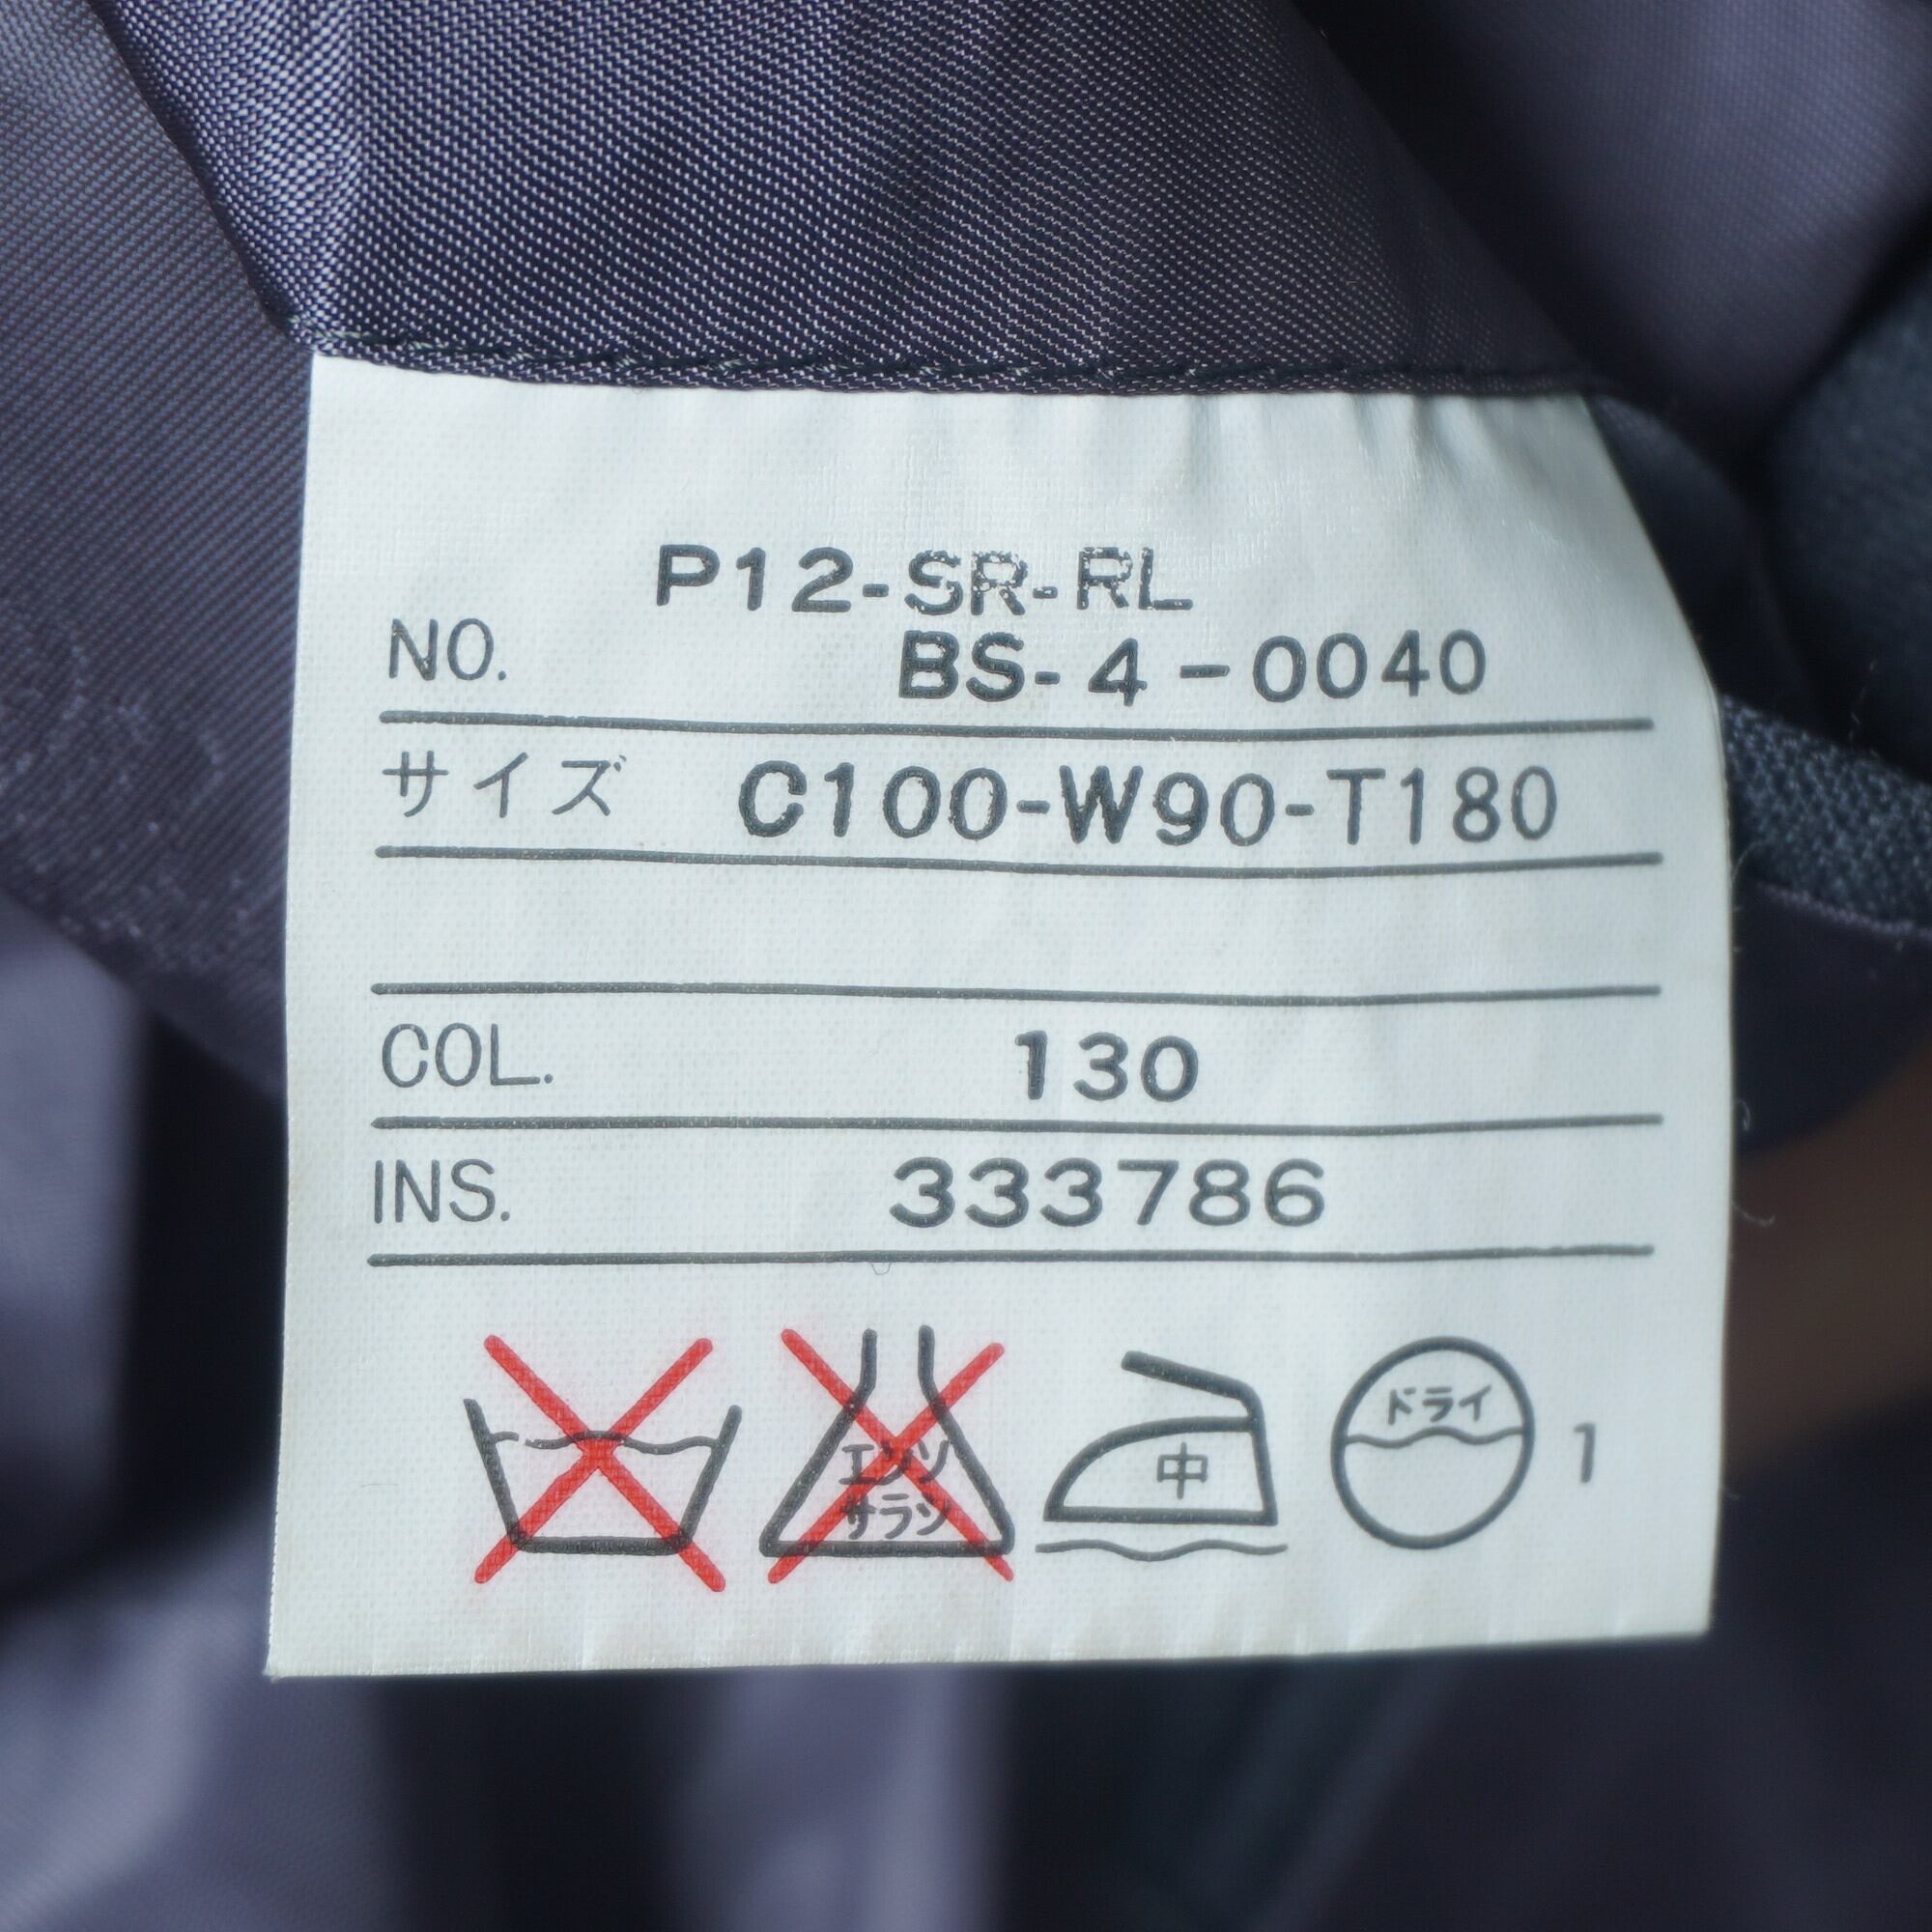 P12-SR-RL
NO. BS-4-0040
サイズ C100-W90-T180
COL. 130
INS. 333786
エンソ
サラシ
中
ドライ
1